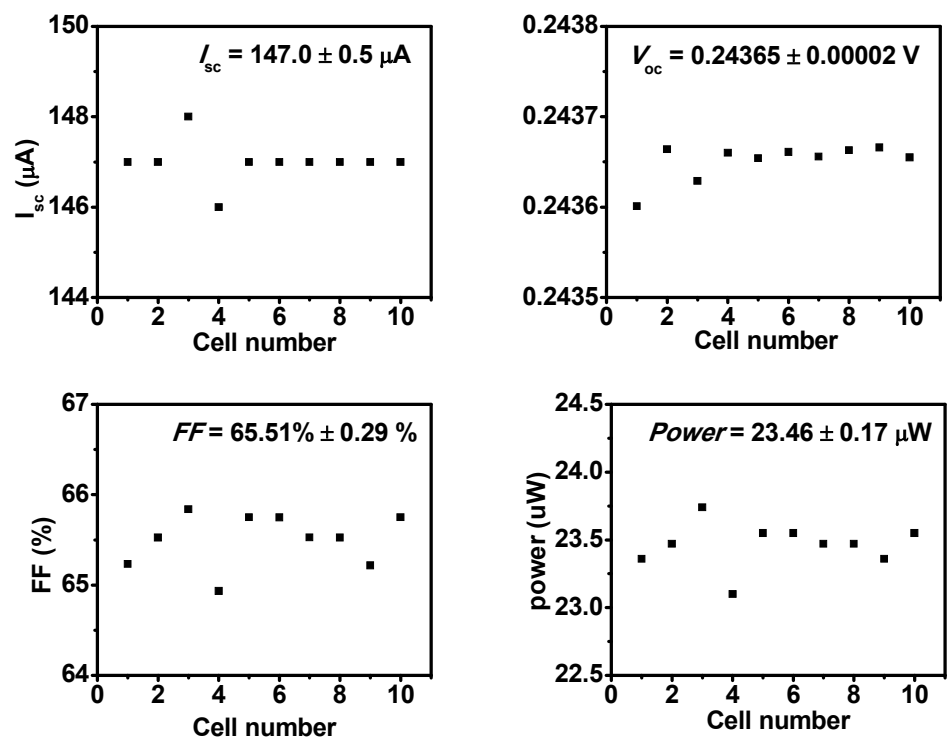 I_sc = 147.0 ± 0.5 μA
150
148
146
144
I_sc (μA)
0 2 4 6 8 10
Cell number
V_oc = 0.24365 ± 0.00002 V
0.2438
0.2437
0.2436
0.2435
0 2 4 6 8 10
Cell number
FF = 65.51% ± 0.29 %
67
66
65
64
FF (%)
0 2 4 6 8 10
Cell number
Power = 23.46 ± 0.17 μW
24.5
24.0
23.5
23.0
22.5
power (uW)
0 2 4 6 8 10
Cell number